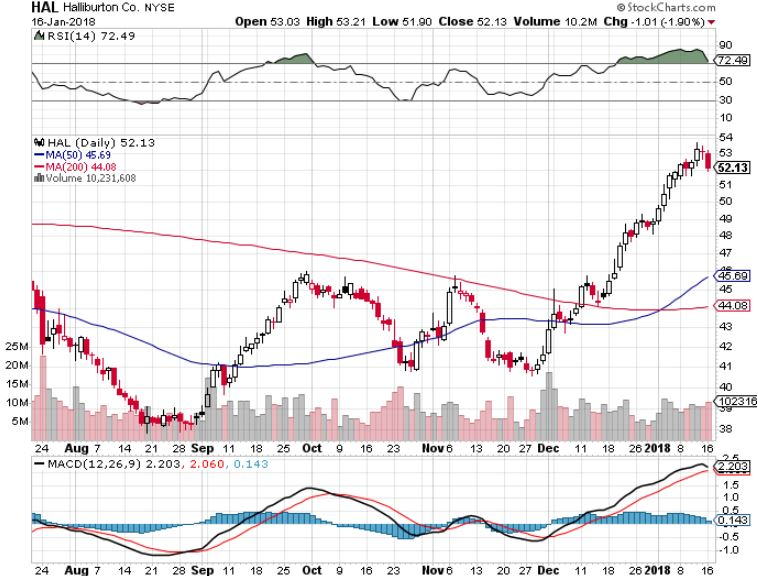 HAL Halliburton Co. NYSE
© StockCharts.com
16-Jan-2018
Open 53.03 High 53.21 Low 51.90 Close 52.13 Volume 10.2M Chg -1.01 (-1.90%)
RSI(14) 72.49
90
72.49
50
30
10
HAL (Daily) 52.13
MA(50) 45.69
MA(200) 44.08
Volume 10,231,608
54
53
52.13
51
50
49
48
47
45.69
45
44.08
43
42
41
40
39
38
25M
20M
15M
10M
5M
102316
24 Aug 7 14 21 28 Sep 11 18 25 Oct 9 16 23 Nov 6 13 20 27 Dec 11 18 26 2018 8 16
MACD(12,26,9) 2.203, 2.060, 0.143
2.5
2.203
1.5
1.0
0.5
0.143
-0.5
-1.0
24 Aug 7 14 21 28 Sep 11 18 25 Oct 9 16 23 Nov 6 13 20 27 Dec 11 18 26 2018 8 16